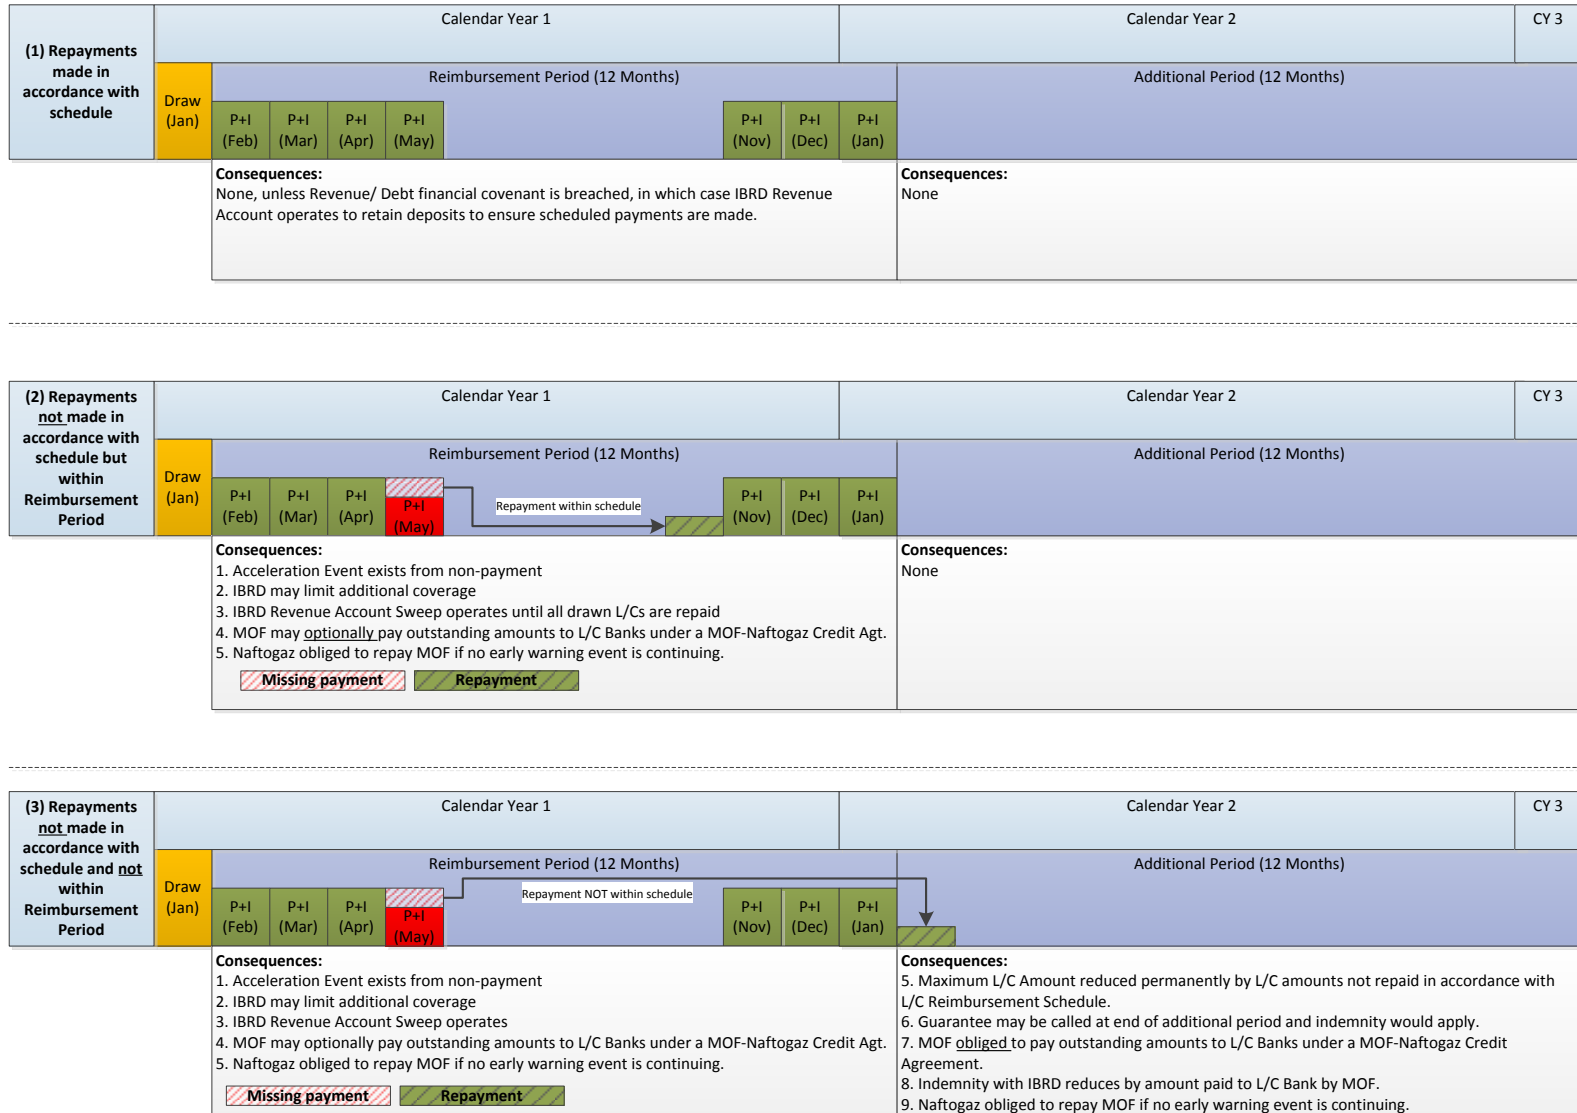 (1) Repayments
made in
accordance with
schedule
Calendar Year 1
Calendar Year 2
CY 3
Draw
(Jan)
Reimbursement Period (12 Months)
Additional Period (12 Months)
P+I
(Feb)
P+I
(Mar)
P+I
(Apr)
P+I
(May)
P+I
(Nov)
P+I
(Dec)
P+I
(Jan)
Consequences:
None, unless Revenue/ Debt financial covenant is breached, in which case IBRD Revenue
Account operates to retain deposits to ensure scheduled payments are made.
Consequences:
None
(2) Repayments
not made in
accordance with
schedule but
within
Reimbursement
Period
Calendar Year 1
Calendar Year 2
CY 3
Draw
(Jan)
Reimbursement Period (12 Months)
Additional Period (12 Months)
P+I
(Feb)
P+I
(Mar)
P+I
(Apr)
P+I
(May)
Repayment within schedule
P+I
(Nov)
P+I
(Dec)
P+I
(Jan)
Consequences:
1. Acceleration Event exists from non-payment
2. IBRD may limit additional coverage
3. IBRD Revenue Account Sweep operates until all drawn L/Cs are repaid
4. MOF may optionally pay outstanding amounts to L/C Banks under a MOF-Naftogaz Credit Agt.
5. Naftogaz obliged to repay MOF if no early warning event is continuing.
Missing payment
Repayment
Consequences:
None
(3) Repayments
not made in
accordance with
schedule and not
within
Reimbursement
Period
Calendar Year 1
Calendar Year 2
CY 3
Draw
(Jan)
Reimbursement Period (12 Months)
Additional Period (12 Months)
P+I
(Feb)
P+I
(Mar)
P+I
(Apr)
P+I
(May)
Repayment NOT within schedule
P+I
(Nov)
P+I
(Dec)
P+I
(Jan)
Consequences:
1. Acceleration Event exists from non-payment
2. IBRD may limit additional coverage
3. IBRD Revenue Account Sweep operates
4. MOF may optionally pay outstanding amounts to L/C Banks under a MOF-Naftogaz Credit Agt.
5. Naftogaz obliged to repay MOF if no early warning event is continuing.
Missing payment
Repayment
Consequences:
5. Maximum L/C Amount reduced permanently by L/C amounts not repaid in accordance with
L/C Reimbursement Schedule.
6. Guarantee may be called at end of additional period and indemnity would apply.
7. MOF obliged to pay outstanding amounts to L/C Banks under a MOF-Naftogaz Credit
Agreement.
8. Indemnity with IBRD reduces by amount paid to L/C Bank by MOF.
9. Naftogaz obliged to repay MOF if no early warning event is continuing.